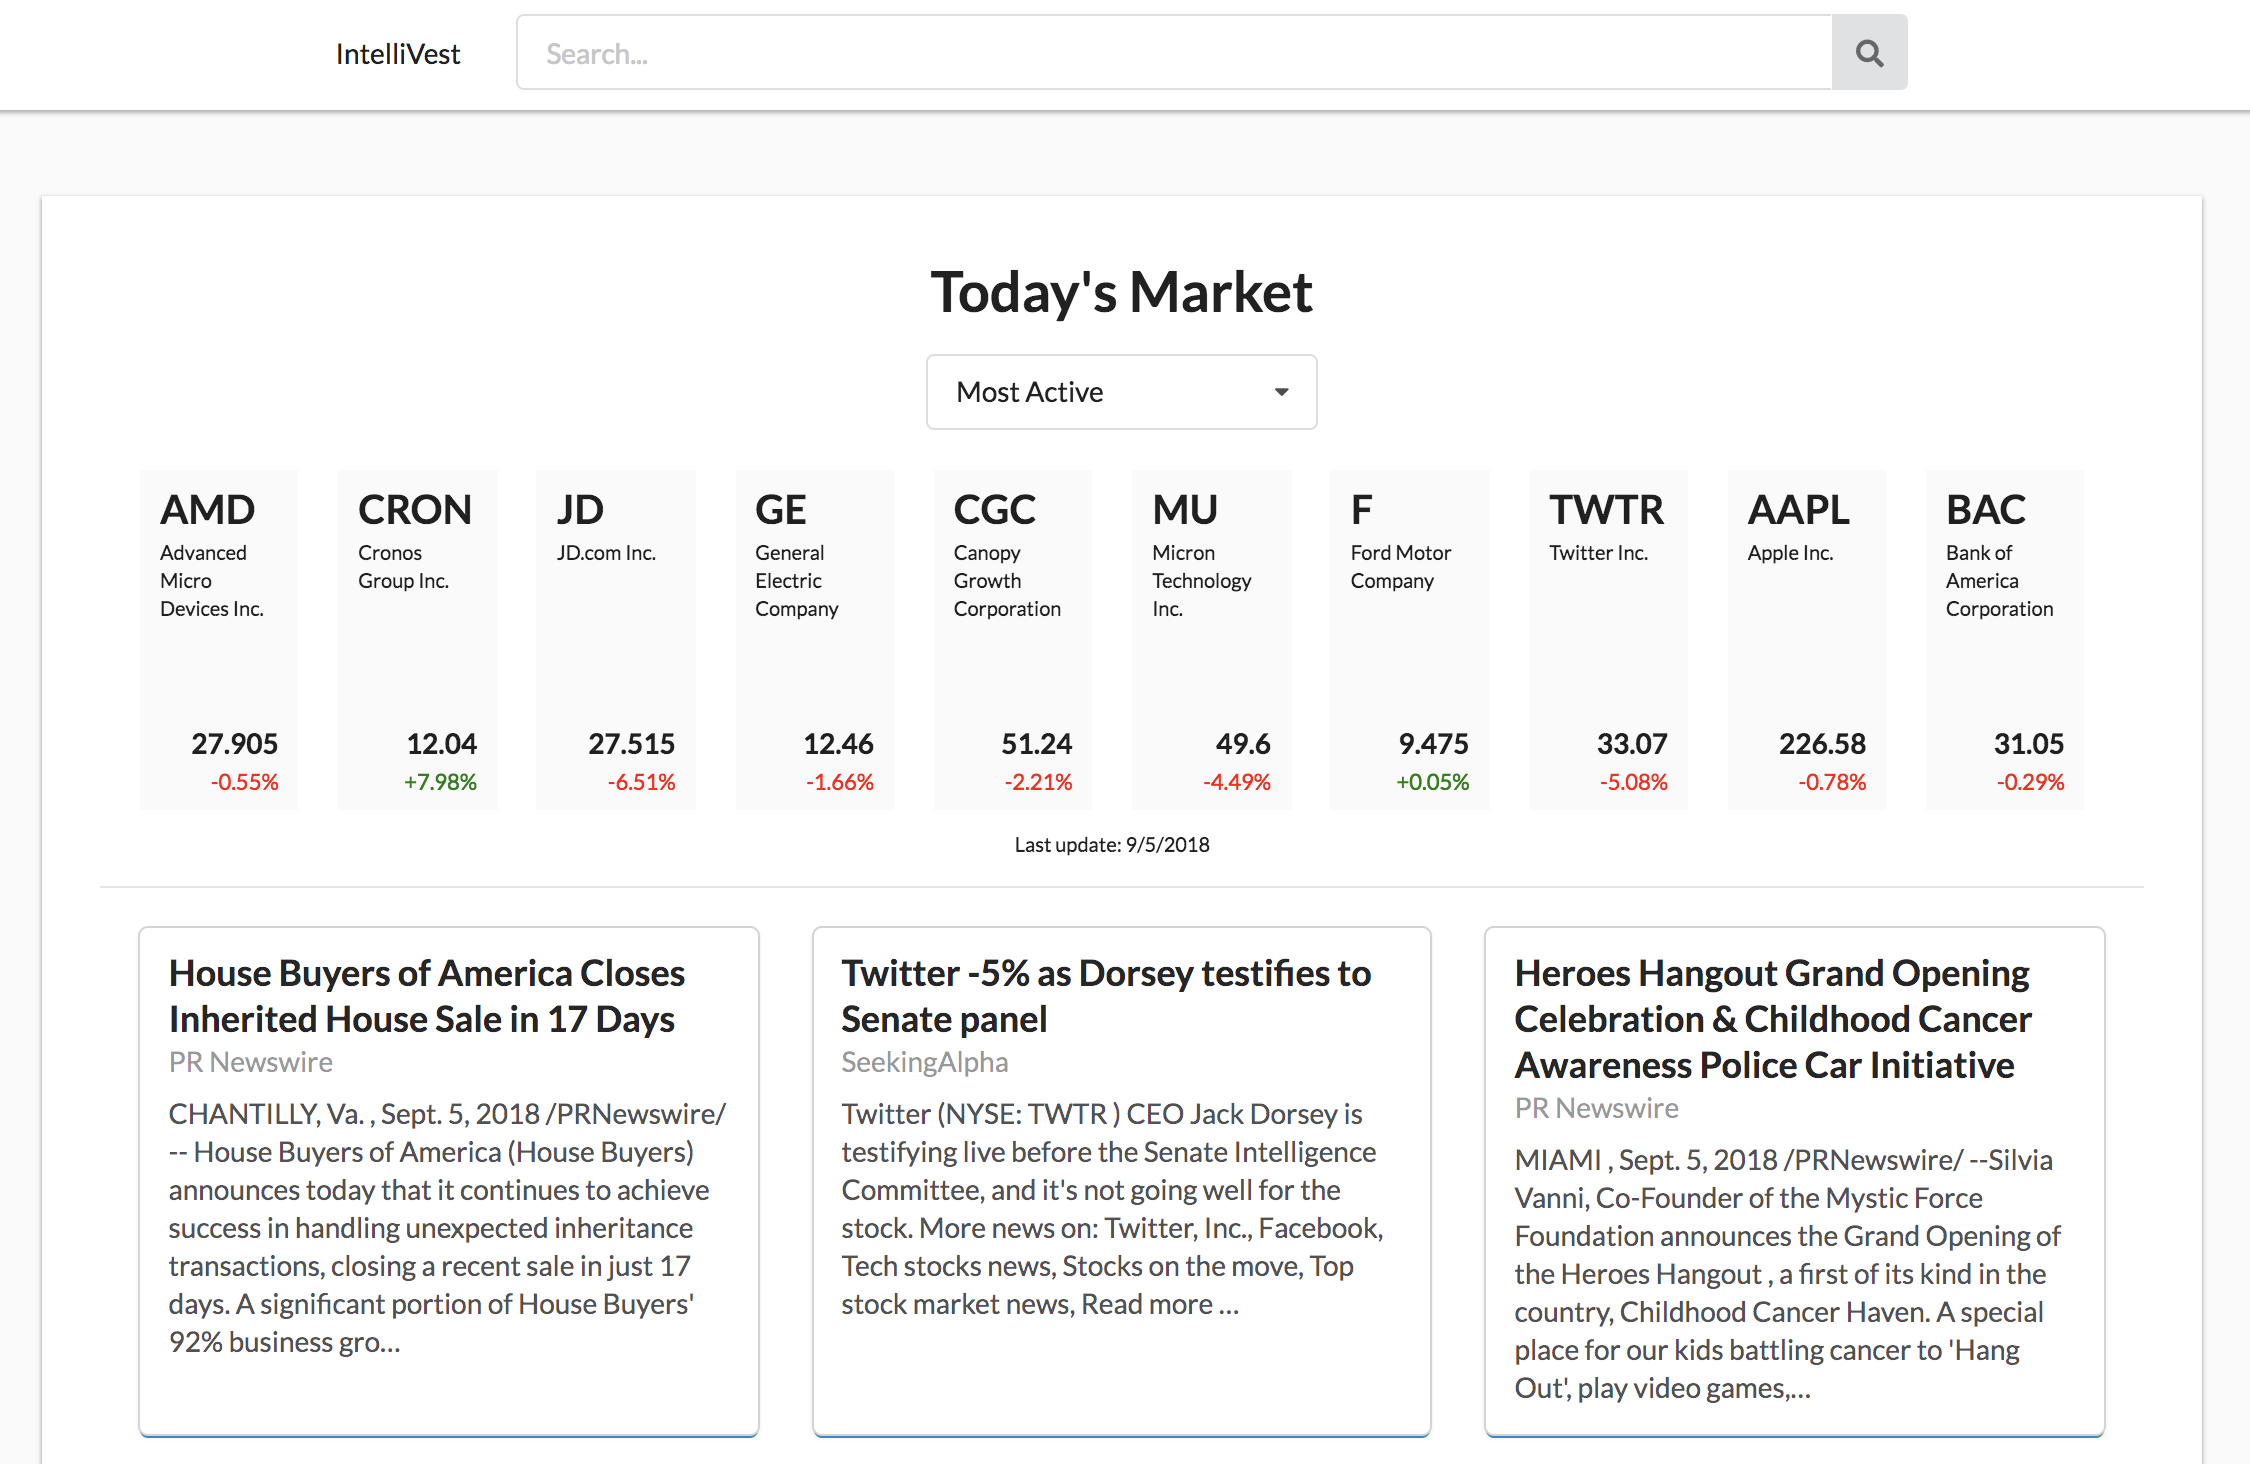 IntelliVest
Search...
Today's Market
Most Active
AMD
Advanced
Micro
Devices Inc.
27.905
-0.55%
CRON
Cronos
Group Inc.
12.04
+7.98%
JD
JD.com Inc.
27.515
-6.51%
GE
General
Electric
Company
12.46
-1.66%
CGC
Canopy
Growth
Corporation
51.24
-2.21%
MU
Micron
Technology
Inc.
49.6
-4.49%
F
Ford Motor
Company
9.475
+0.05%
TWTR
Twitter Inc.
33.07
-5.08%
AAPL
Apple Inc.
226.58
-0.78%
BAC
Bank of
America
Corporation
31.05
-0.29%
Last update: 9/5/2018
House Buyers of America Closes
Inherited House Sale in 17 Days
PR Newswire
CHANTILLY, Va. , Sept. 5, 2018 /PRNewswire/
-- House Buyers of America (House Buyers)
announces today that it continues to achieve
success in handling unexpected inheritance
transactions, closing a recent sale in just 17
days. A significant portion of House Buyers'
92% business gro...
Twitter -5% as Dorsey testifies to
Senate panel
SeekingAlpha
Twitter (NYSE: TWTR ) CEO Jack Dorsey is
testifying live before the Senate Intelligence
Committee, and it's not going well for the
stock. More news on: Twitter, Inc., Facebook,
Tech stocks news, Stocks on the move, Top
stock market news, Read more ...
Heroes Hangout Grand Opening
Celebration & Childhood Cancer
Awareness Police Car Initiative
PR Newswire
MIAMI , Sept. 5, 2018 /PRNewswire/ --Silvia
Vanni, Co-Founder of the Mystic Force
Foundation announces the Grand Opening of
the Heroes Hangout , a first of its kind in the
country, Childhood Cancer Haven. A special
place for our kids battling cancer to 'Hang
Out', play video games,...